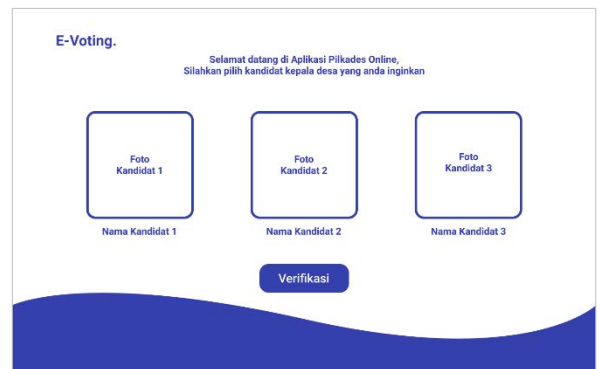 E-Voting.
Selamat datang di Aplikasi Pilkades Online,
Silahkan pilih kandidat kepala desa yang anda inginkan
Foto
Kandidat 1
Foto
Kandidat 2
Foto
Kandidat 3
Nama Kandidat 1
Nama Kandidat 2
Nama Kandidat 3
Verifikasi